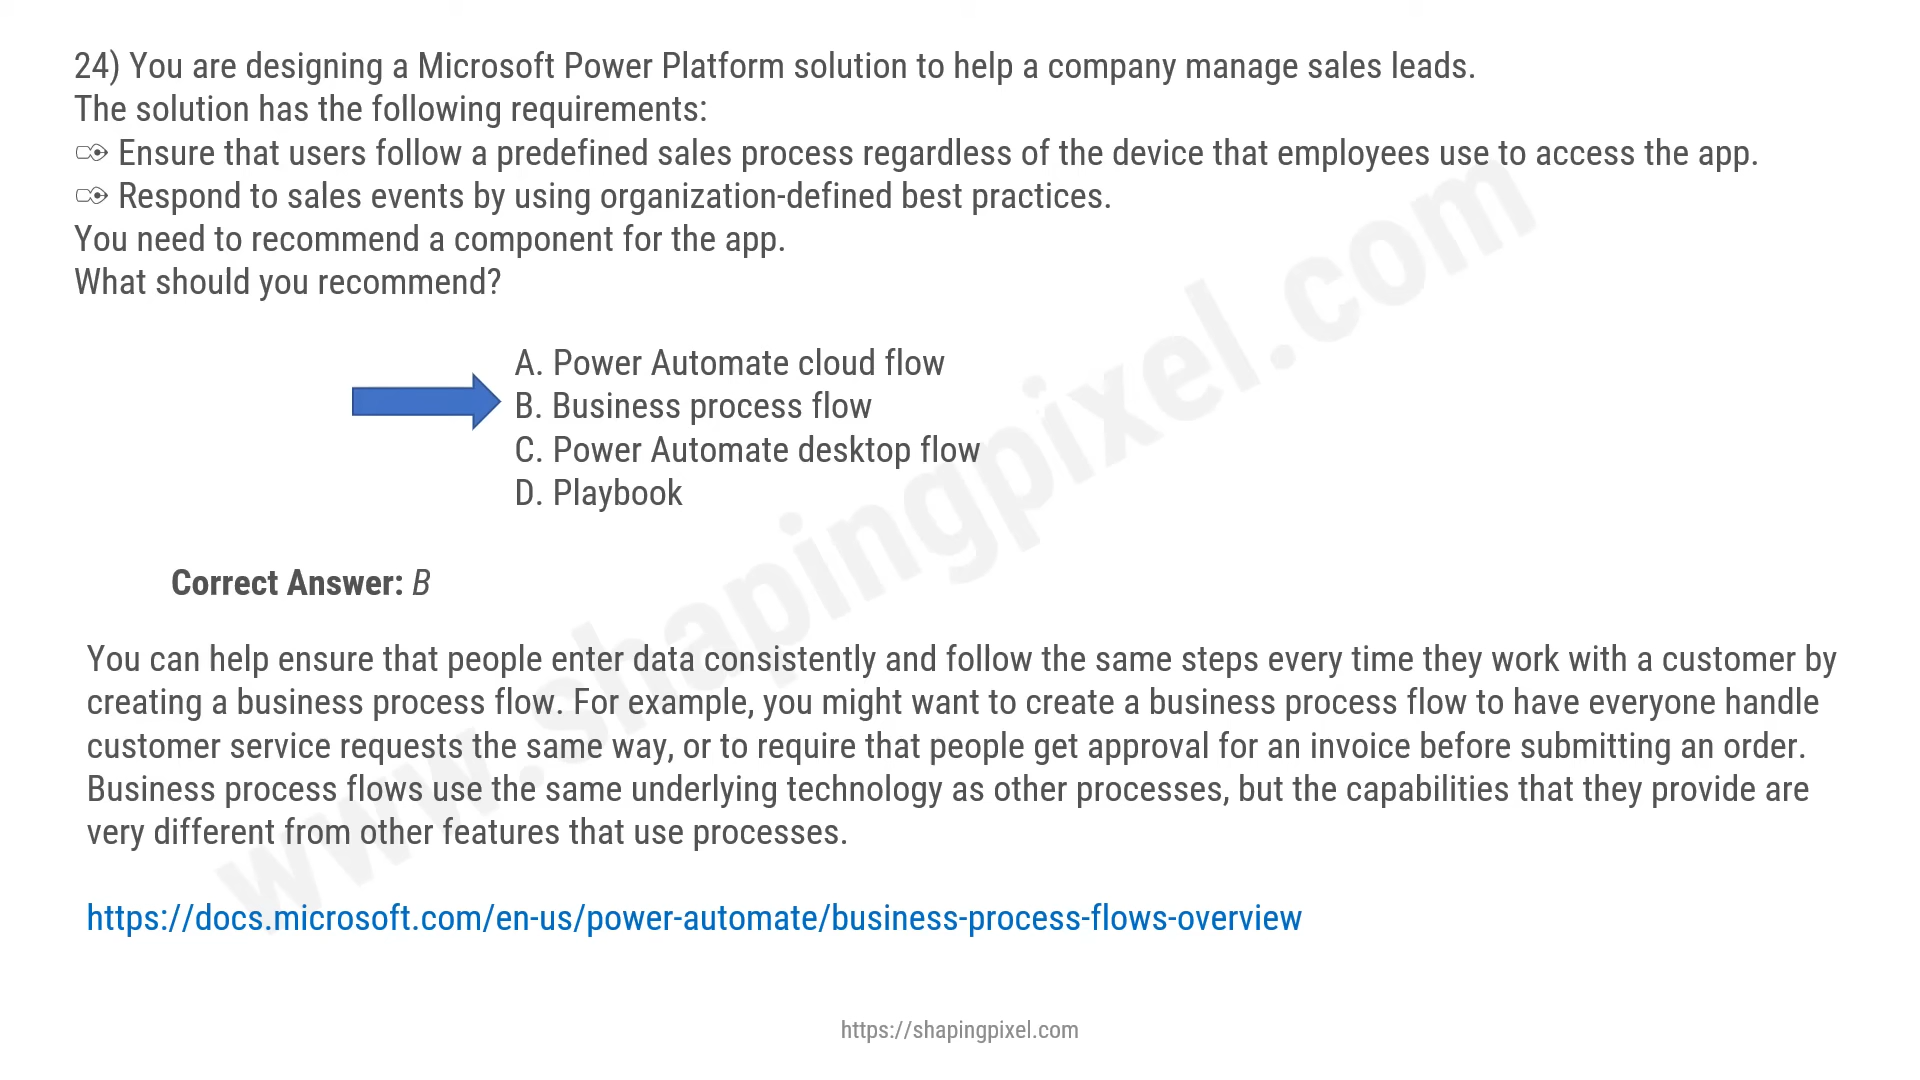 24) You are designing a Microsoft Power Platform solution to help a company manage sales leads.
The solution has the following requirements:
Ensure that users follow a predefined sales process regardless of the device that employees use to access the app.
Respond to sales events by using organization-defined best practices.
You need to recommend a component for the app.
What should you recommend?
A. Power Automate cloud flow
B. Business process flow
C. Power Automate desktop flow
D. Playbook
Correct Answer: B
You can help ensure that people enter data consistently and follow the same steps every time they work with a customer by
creating a business process flow. For example, you might want to create a business process flow to have everyone handle
customer service requests the same way, or to require that people get approval for an invoice before submitting an order.
Business process flows use the same underlying technology as other processes, but the capabilities that they provide are
very different from other features that use processes.
https://docs.microsoft.com/en-us/power-automate/business-process-flows-overview
https://shapingpixel.com
www.shapingpixel.com